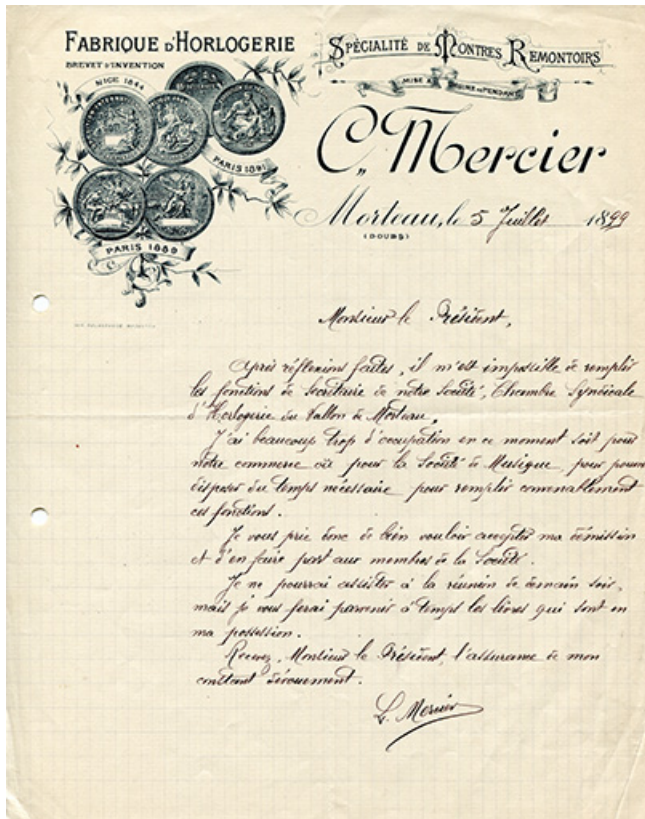 FABRIQUE D'HORLOGERIE
BREVET D'INVENTION
NICE 1844
PARIS 1891
PARIS 1889
SPÉCIALITÉ DE MONTRES REMONTOIRS
MISE À L'HEURE AU PENDANT
C. Mercier
Morteau, le 5 Juillet 1899
(DOUBS)
Monsieur le Président,
Après réflexions faites, il m'est impossible de remplir
les fonctions de Secrétaire de notre Société, Chambre Syndicale
d'Horlogerie du Vallon de Morteau.
J'ai beaucoup trop d'occupation en ce moment soit pour
notre commerce où pour la Société de Musique, pour pouvoir
disposer du temps nécessaire pour remplir convenablement
ces fonctions.
Je vous prie donc de bien vouloir accepter ma démission
et d'en faire part aux membres de la Société.
Je ne pourrai assister à la réunion de demain soir,
mais je vous ferai parvenir à temps les livres qui sont en
ma possession.
Recevez, Monsieur le Président, l'assurance de mon
constant dévouement.
L. Mercier